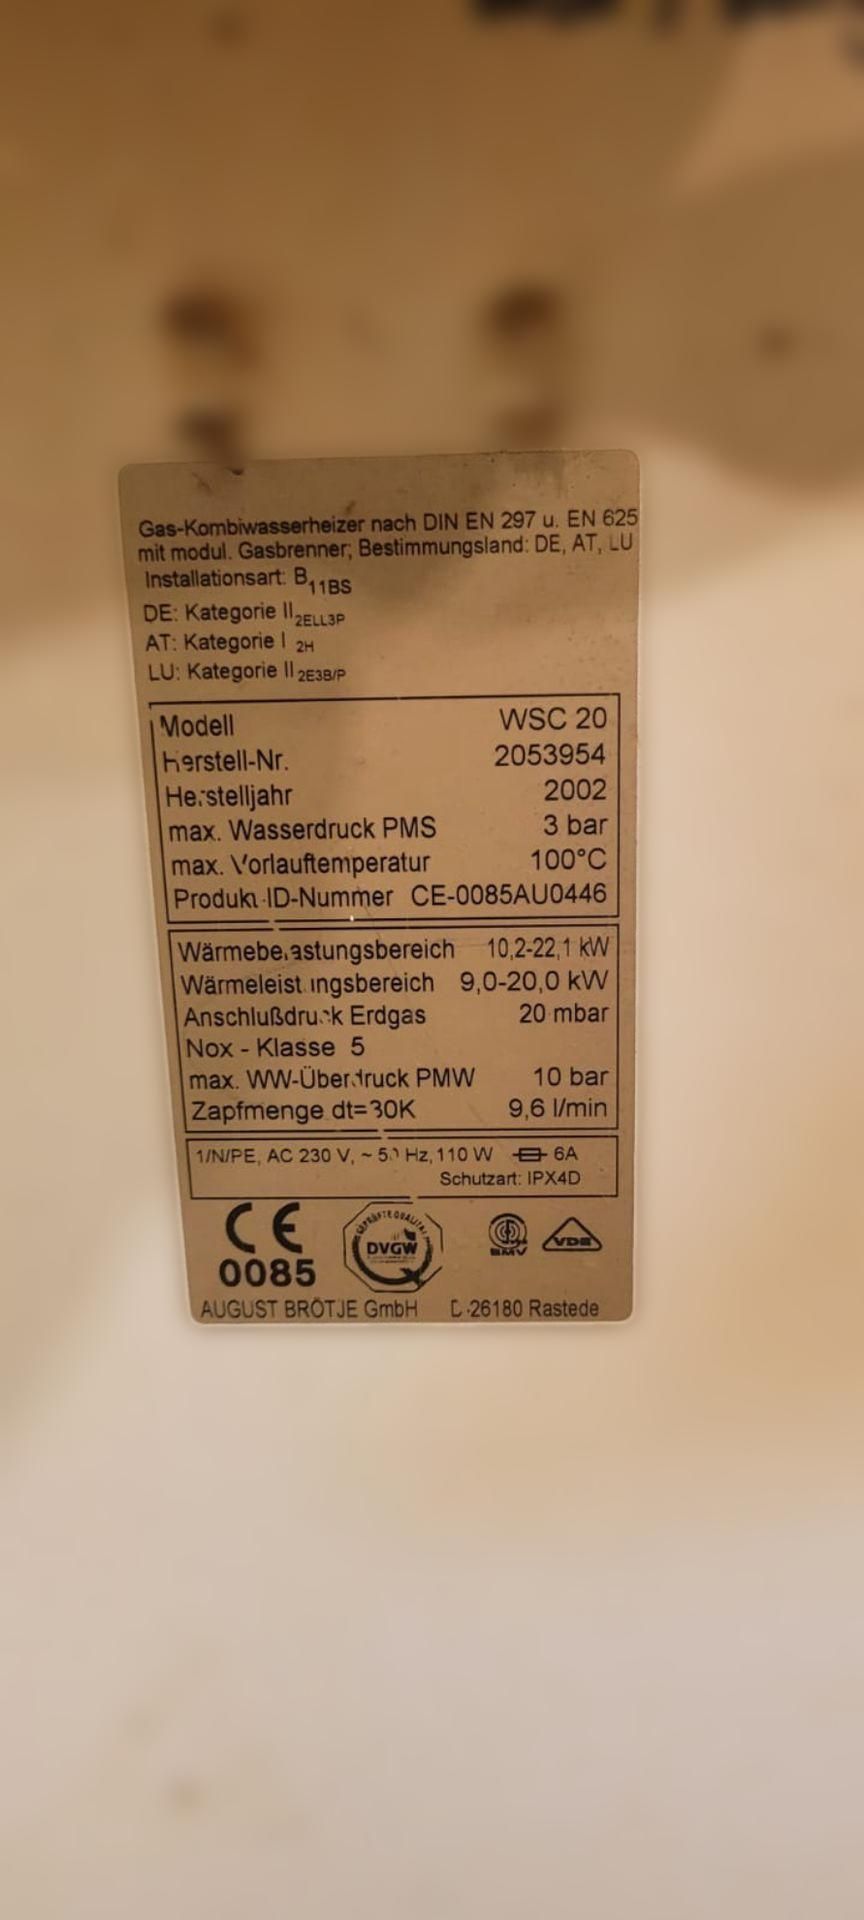 Gas-Kombiwasserheizer nach DIN EN 297 u. EN 625
mit modul. Gasbrenner; Bestimmungsland: DE, AT, LU
Installationsart: B11BS
DE: Kategorie II2ELL3P
AT: Kategorie I 2H
LU: Kategorie II 2E3B/P
Modell WSC 20
Herstell-Nr. 2053954
Herstelljahr 2002
max. Wasserdruck PMS 3 bar
max. Vorlauftemperatur 100°C
Produkt-ID-Nummer CE-0085AU0446
Wärmebelastungsbereich 10,2-22,1 kW
Wärmeleistungsbereich 9,0-20,0 kW
Anschlußdruck Erdgas 20 mbar
Nox - Klasse 5
max. WW-Überdruck PMW 10 bar
Zapfmenge dt=30K 9,6 l/min
1/N/PE, AC 230 V, ~ 50 Hz, 110 W 6A
Schutzart: IPX4D
CE
0085
GEPRÜFTE QUALITÄT
DVGW
VDE
AUGUST BRÖTJE GmbH D-26180 Rastede